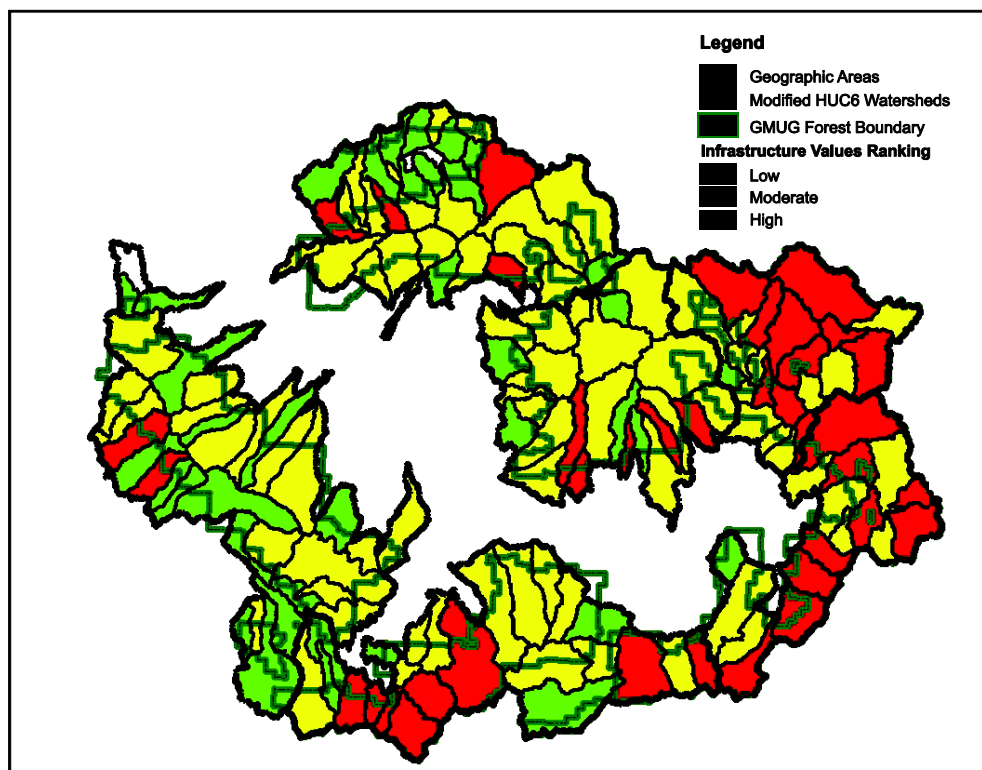 Legend
Geographic Areas
Modified HUC6 Watersheds
GMUG Forest Boundary
Infrastructure Values Ranking
Low
Moderate
High